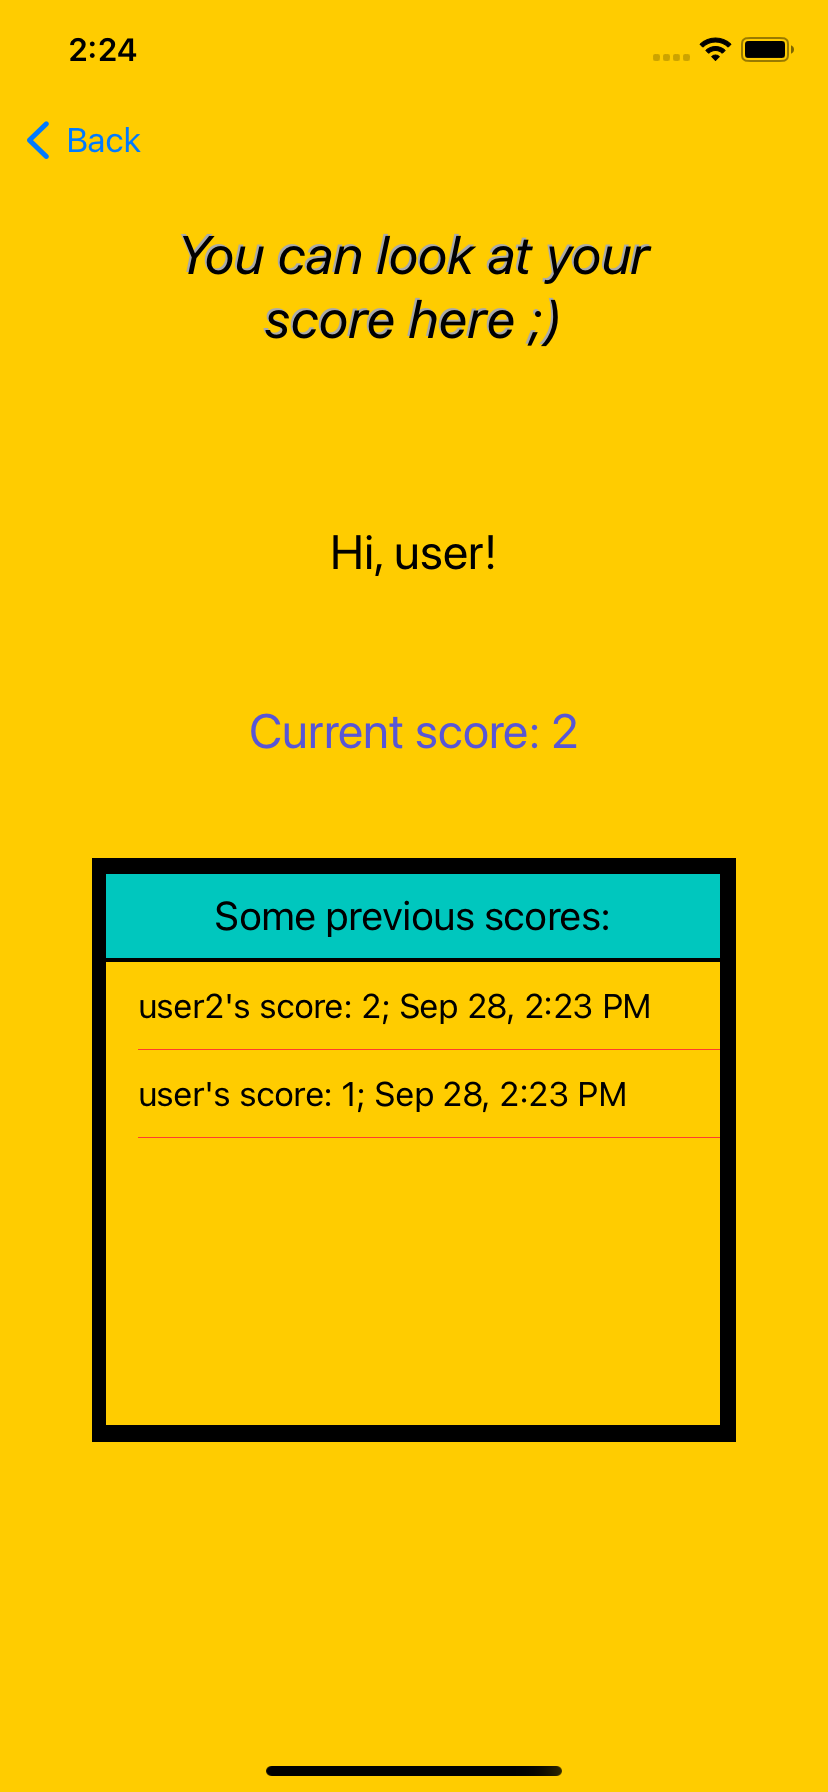 2:24
Back
You can look at your
score here ;)
Hi, user!
Current score: 2
Some previous scores:
user2's score: 2; Sep 28, 2:23 PM
user's score: 1; Sep 28, 2:23 PM